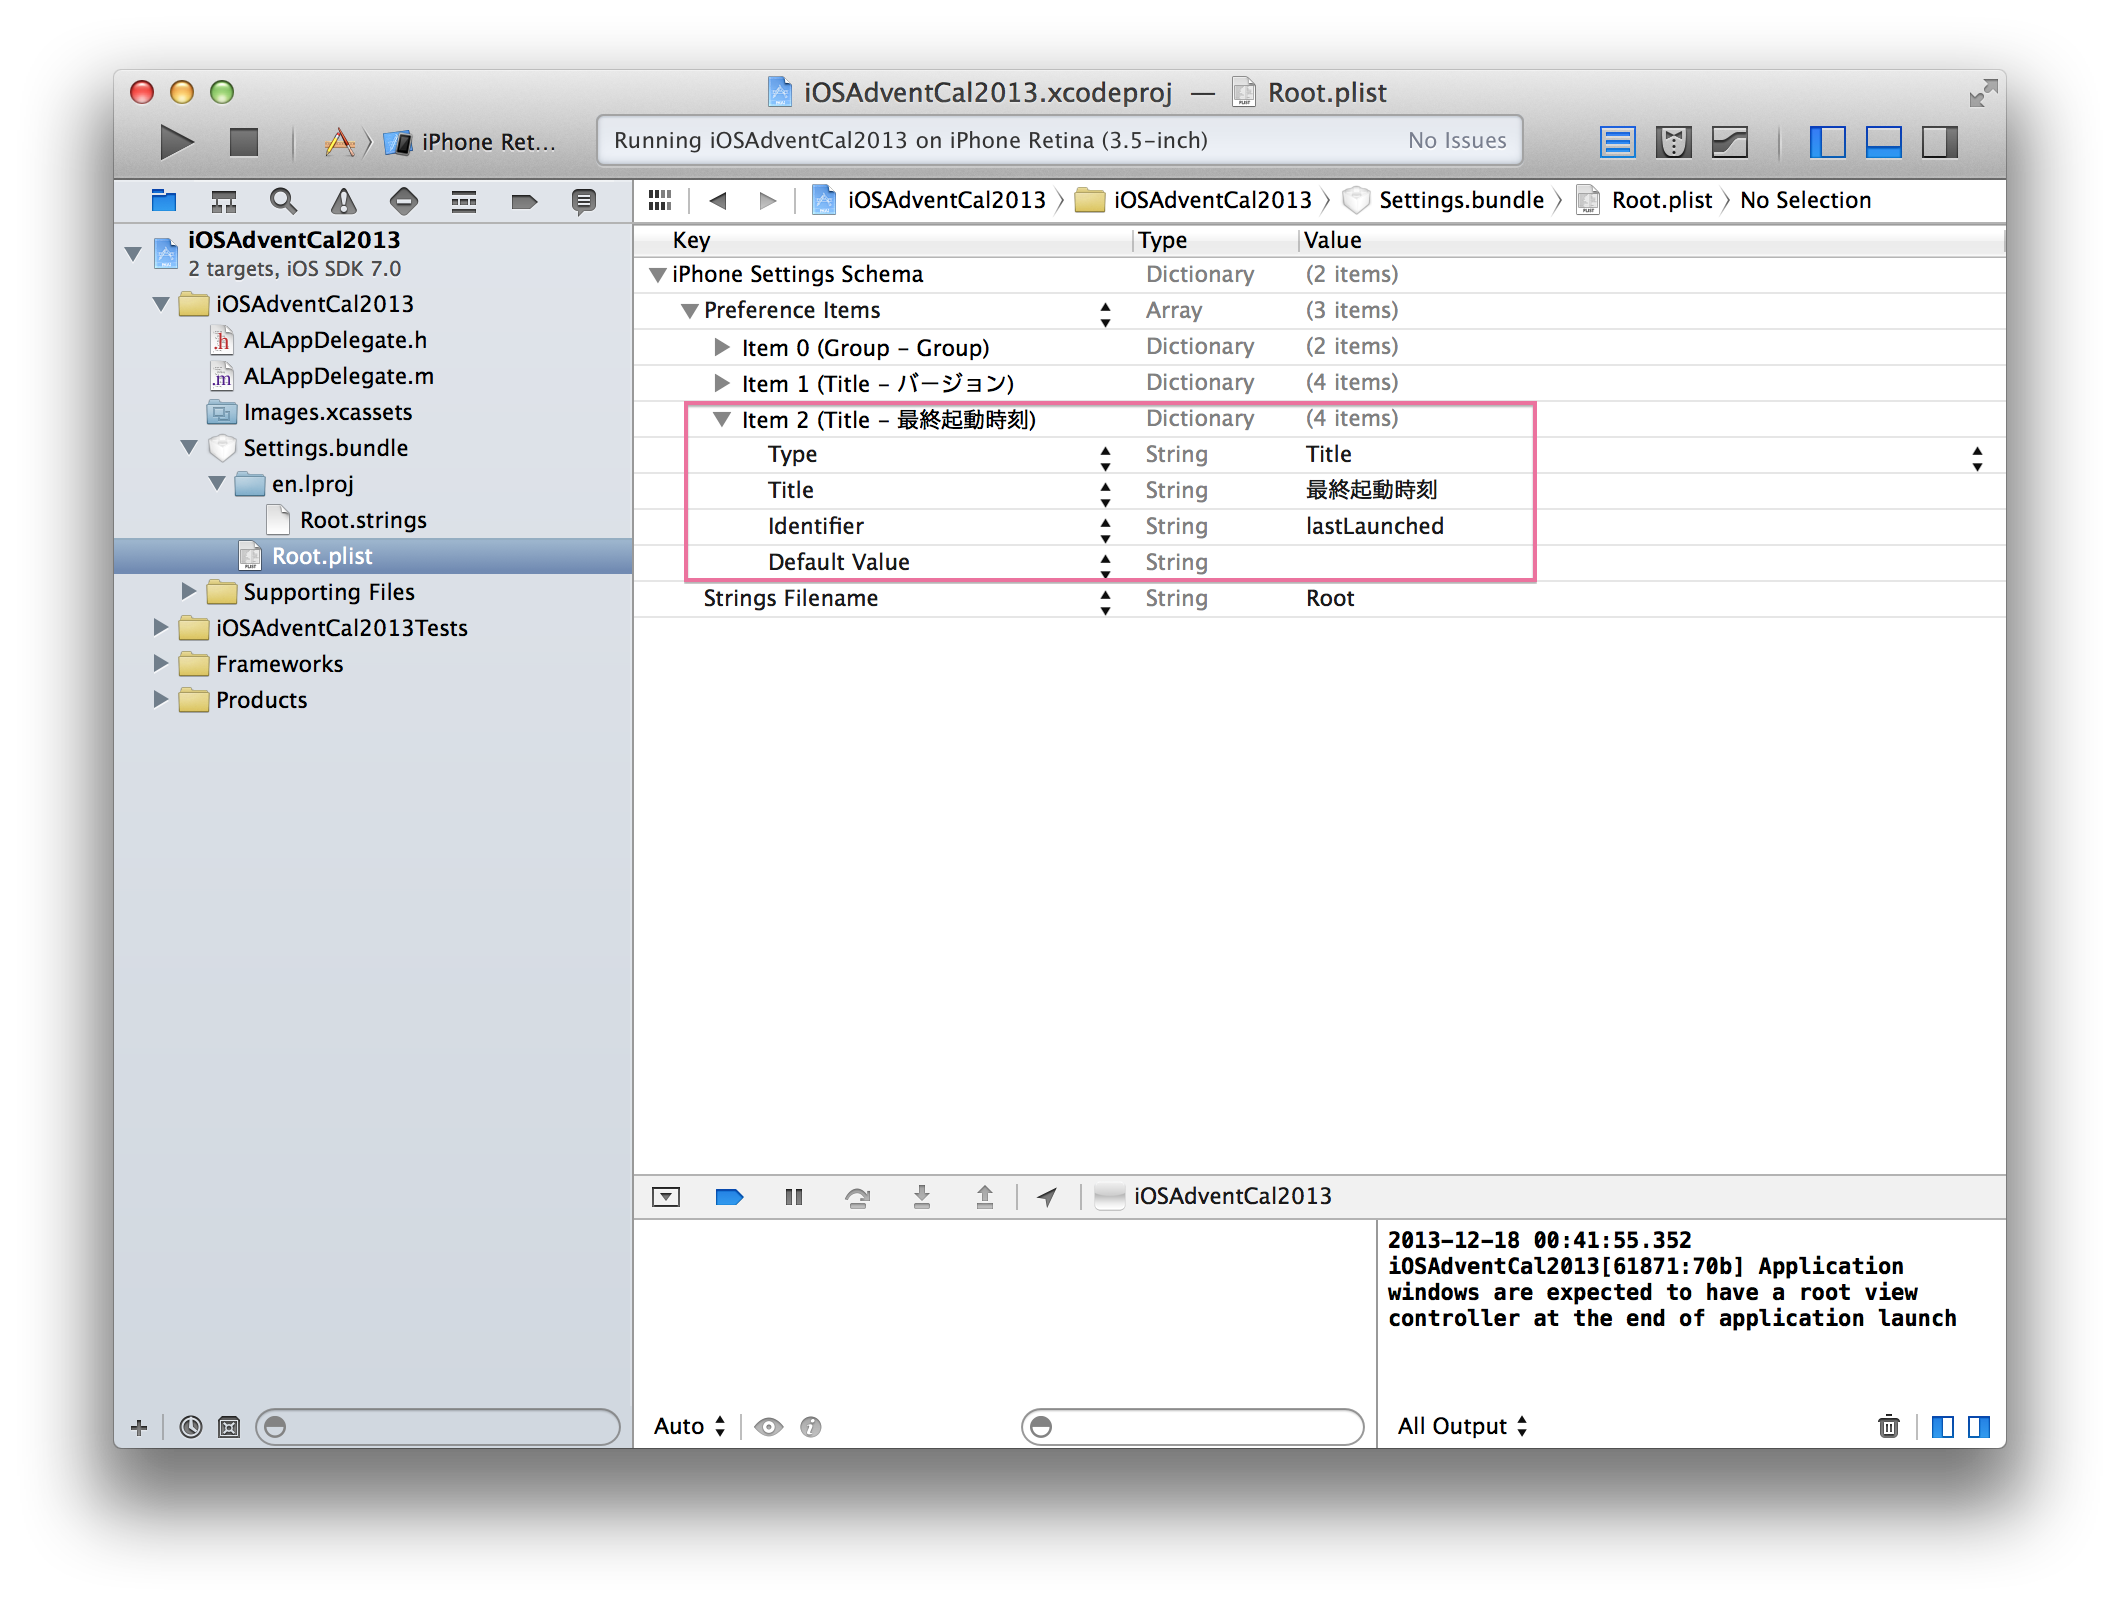 iOSAdventCal2013.xcodeproj — Root.plist
iPhone Ret...
Running iOSAdventCal2013 on iPhone Retina (3.5-inch) No Issues
iOSAdventCal2013 iOSAdventCal2013 Settings.bundle Root.plist No Selection
iOSAdventCal2013
2 targets, iOS SDK 7.0
iOSAdventCal2013
ALAppDelegate.h
ALAppDelegate.m
Images.xcassets
Settings.bundle
en.lproj
Root.strings
Root.plist
Supporting Files
iOSAdventCal2013Tests
Frameworks
Products
Key Type Value
iPhone Settings Schema Dictionary (2 items)
Preference Items Array (3 items)
Item 0 (Group – Group) Dictionary (2 items)
Item 1 (Title – バージョン) Dictionary (4 items)
Item 2 (Title – 最終起動時刻) Dictionary (4 items)
Type String Title
Title String 最終起動時刻
Identifier String lastLaunched
Default Value String
Strings Filename String Root
iOSAdventCal2013
2013-12-18 00:41:55.352
iOSAdventCal2013[61871:70b] Application
windows are expected to have a root view
controller at the end of application launch
Auto
All Output